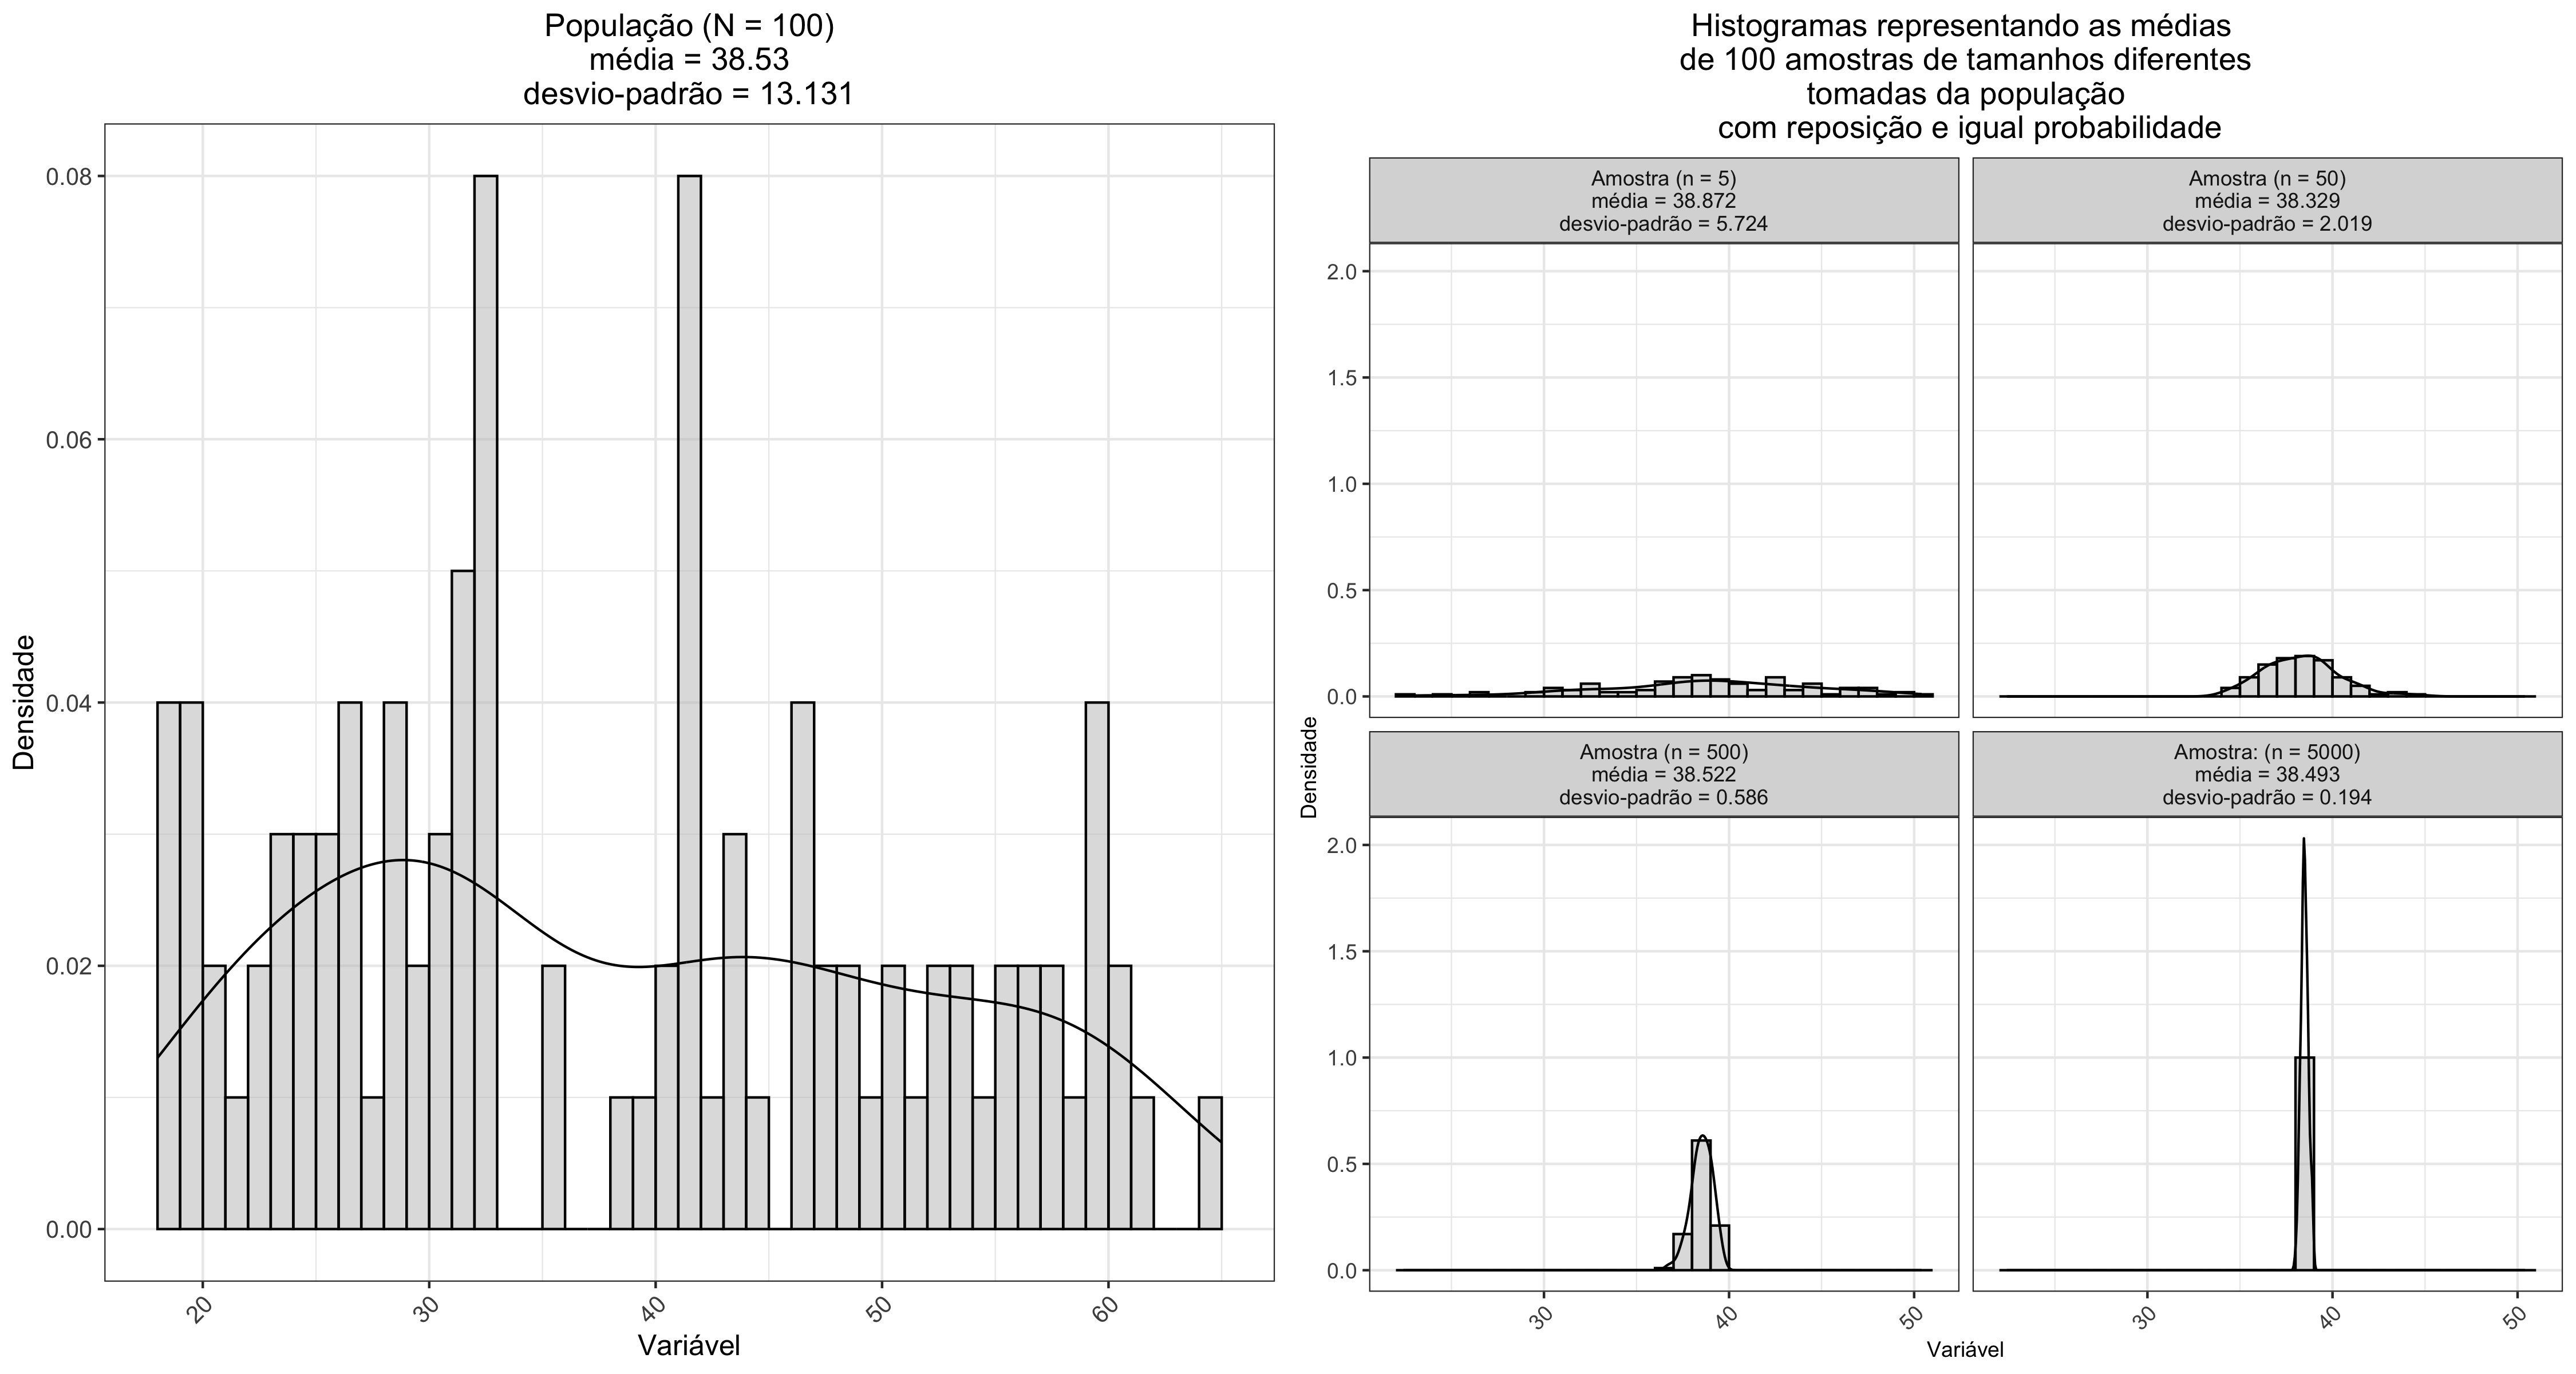 População (N = 100)
média = 38.53
desvio-padrão = 13.131
0.08
0.06
0.04
0.02
0.00
Densidade
20
30
40
50
60
Variável
Histogramas representando as médias
de 100 amostras de tamanhos diferentes
tomadas da população
com reposição e igual probabilidade
Amostra (n = 5)
média = 38.872
desvio-padrão = 5.724
Amostra (n = 50)
média = 38.329
desvio-padrão = 2.019
2.0
1.5
1.0
0.5
0.0
Densidade
Amostra (n = 500)
média = 38.522
desvio-padrão = 0.586
Amostra: (n = 5000)
média = 38.493
desvio-padrão = 0.194
2.0
1.5
1.0
0.5
0.0
30
40
50
30
40
50
Variável